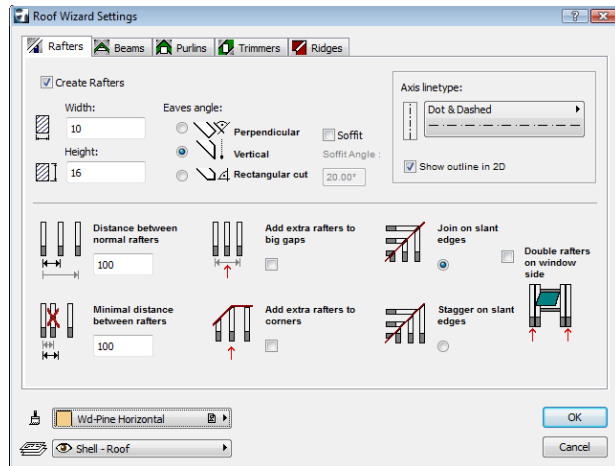 Roof Wizard Settings
Rafters
Beams
Purlins
Trimmers
Ridges
Create Rafters
Width:
10
Height:
16
Eaves angle:
Perpendicular
Vertical
Rectangular cut
Soffit
Soffit Angle :
20.00°
Axis linetype:
Dot & Dashed
Show outline in 2D
Distance between
normal rafters
100
Add extra rafters to
big gaps
Join on slant
edges
Double rafters
on window
side
Minimal distance
between rafters
100
Add extra rafters to
corners
Stagger on slant
edges
Wd-Pine Horizontal
Shell - Roof
OK
Cancel